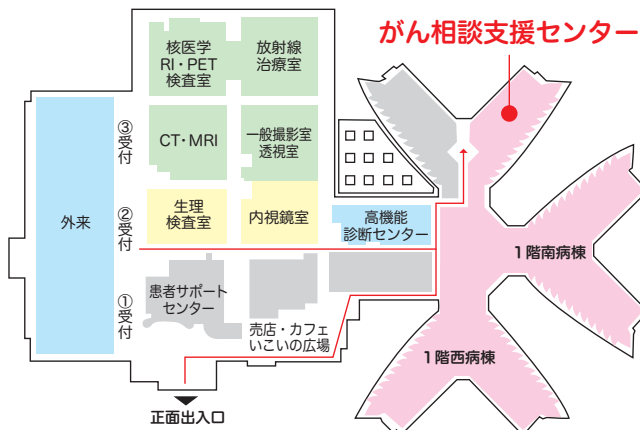 がん相談支援センター
核医学
RI・PET
検査室
放射線
治療室
③受付
CT・MRI
一般撮影室
透視室
外来
②受付
生理
検査室
内視鏡室
高機能
診断センター
1階南病棟
①受付
患者サポート
センター
売店・カフェ
いこいの広場
1階西病棟
正面出入口